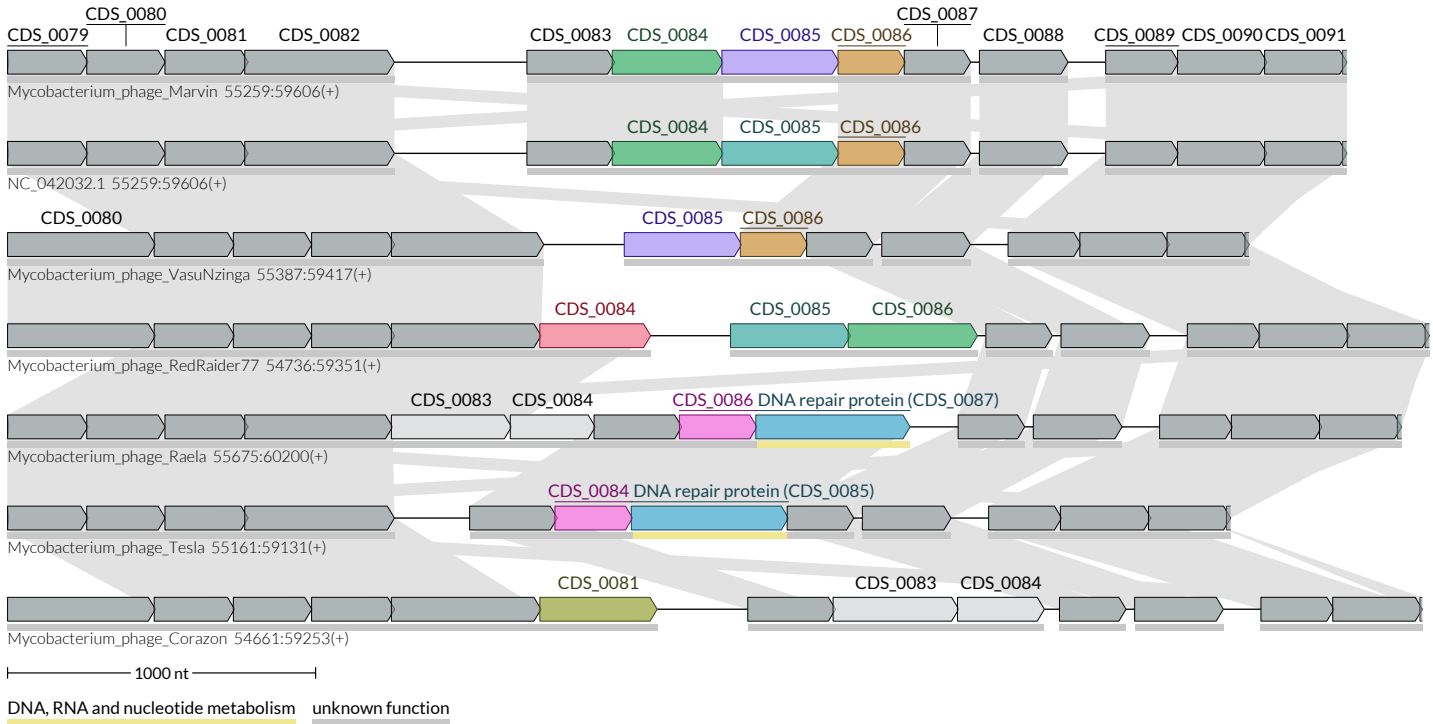 CDS_0080 CDS_0087
CDS_0079 CDS_0081 CDS_0082 CDS_0083 CDS_0084 CDS_0085 CDS_0086 CDS_0088 CDS_0089 CDS_0090 CDS_0091
Mycobacterium_phage_Marvin 55259:59606(+)
CDS_0084 CDS_0085 CDS_0086
NC_042032.1 55259:59606(+)
CDS_0080 CDS_0085 CDS_0086
Mycobacterium_phage_VasuNzinga 55387:59417(+)
CDS_0084 CDS_0085 CDS_0086
Mycobacterium_phage_RedRaider77 54736:59351(+)
CDS_0083 CDS_0084 CDS_0086 DNA repair protein (CDS_0087)
Mycobacterium_phage_Raela 55675:60200(+)
CDS_0084 DNA repair protein (CDS_0085)
Mycobacterium_phage_Tesla 55161:59131(+)
CDS_0081 CDS_0083 CDS_0084
Mycobacterium_phage_Corazon 54661:59253(+)
1000 nt
DNA, RNA and nucleotide metabolism unknown function